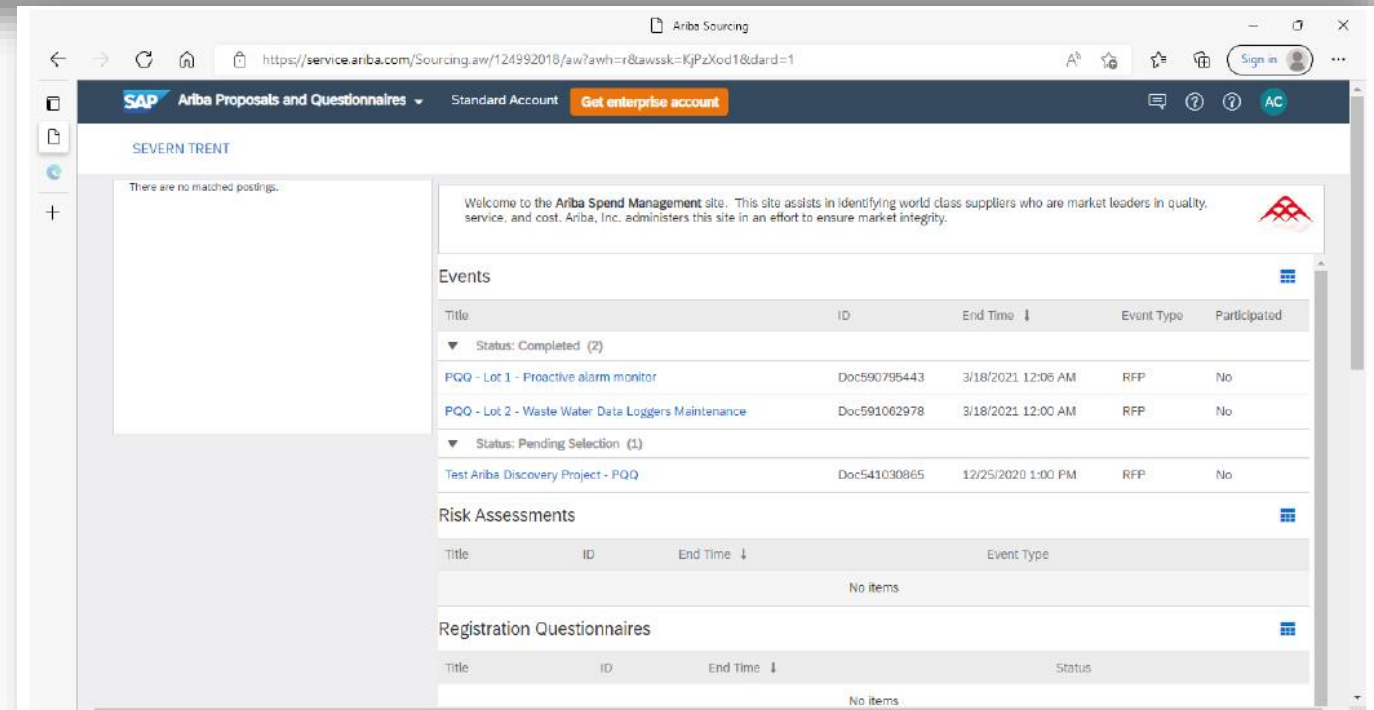 Ariba Sourcing
https://service.ariba.com/Sourcing.aw/124992018/aw?awh=r&awssk=KjPzXod1&dard=1
Sign in
SAP Ariba Proposals and Questionnaires Standard Account Get enterprise account AC
SEVERN TRENT
There are no matched postings.
Welcome to the Ariba Spend Management site. This site assists in identifying world class suppliers who are market leaders in quality,
service, and cost. Ariba, Inc. administers this site in an effort to ensure market integrity.
Events
Title ID End Time ↓ Event Type Participated
Status: Completed (2)
PQQ - Lot 1 - Proactive alarm monitor Doc590795443 3/18/2021 12:06 AM RFP No
PQQ - Lot 2 - Waste Water Data Loggers Maintenance Doc591062978 3/18/2021 12:00 AM RFP No
Status: Pending Selection (1)
Test Ariba Discovery Project - PQQ Doc541030865 12/25/2020 1:00 PM RFP No
Risk Assessments
Title ID End Time ↓ Event Type
No items
Registration Questionnaires
Title ID End Time ↓ Status
No items